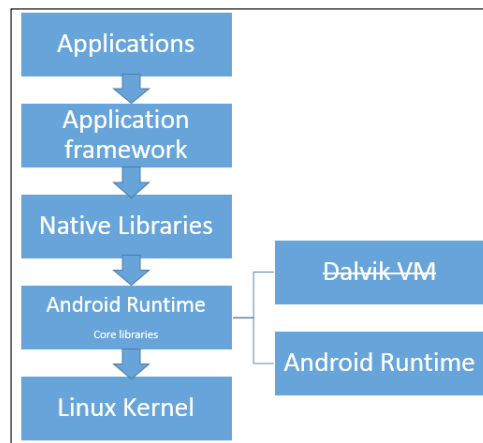 Applications
Application
framework
Native Libraries
Android Runtime
Core libraries
Linux Kernel
Dalvik VM
Android Runtime